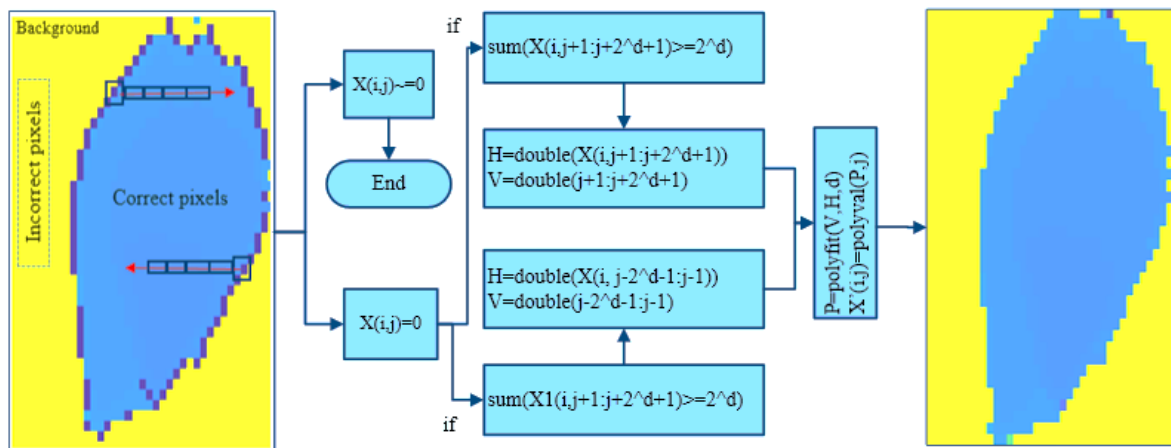 Background
Incorrect pixels
Correct pixels
X(i,j)~=0
End
X(i,j)=0
if
sum(X(i,j+1:j+2^d+1)>=2^d)
H=double(X(i,j+1:j+2^d+1))
V=double(j+1:j+2^d+1)
H=double(X(i, j-2^d-1:j-1))
V=double(j-2^d-1:j-1)
if
sum(X1(i,j+1:j+2^d+1)>=2^d)
P=polyfit(V,H,d)
X’(i,j)=polyval(P,j)